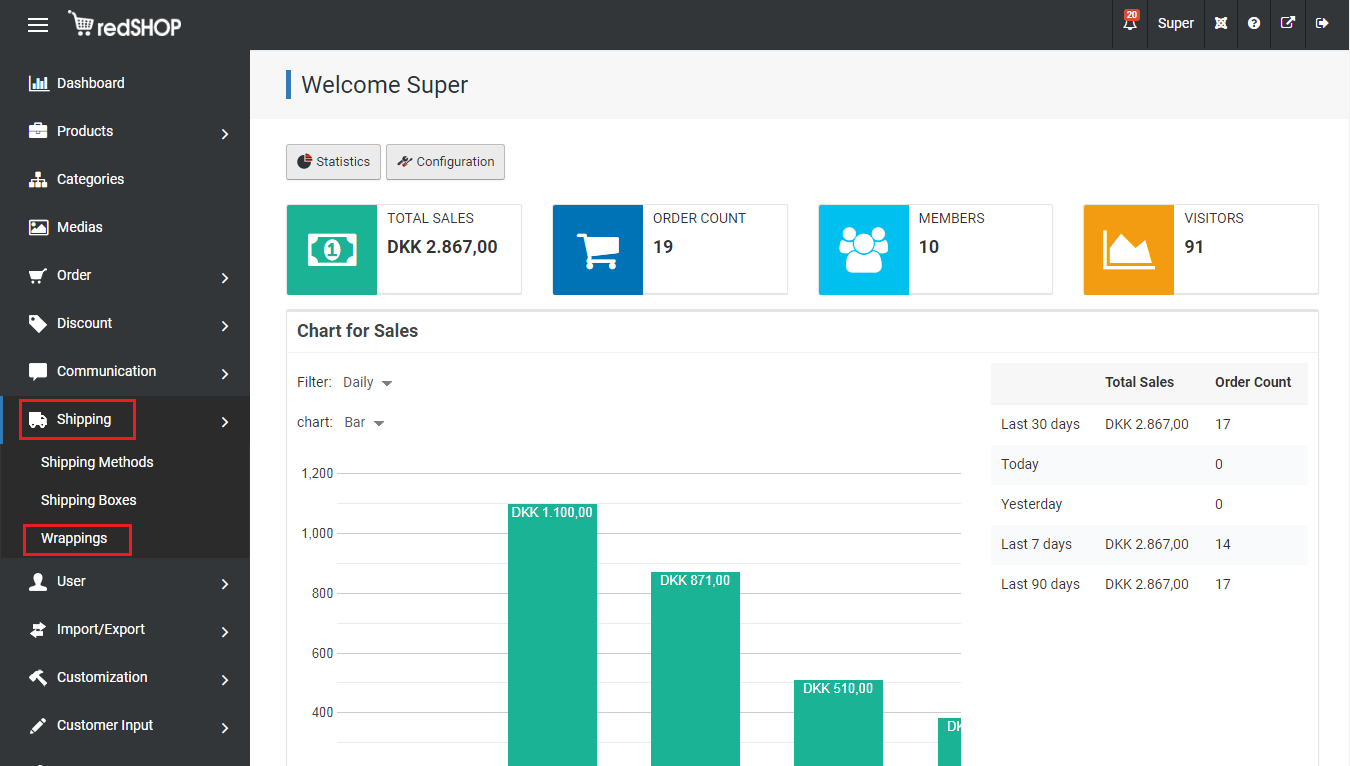 redSHOP
20
Super
Dashboard
Products
Categories
Medias
Order
Discount
Communication
Shipping
Shipping Methods
Shipping Boxes
Wrappings
User
Import/Export
Customization
Customer Input
Welcome Super
Statistics
Configuration
TOTAL SALES
DKK 2.867,00
ORDER COUNT
19
MEMBERS
10
VISITORS
91
Chart for Sales
Filter: Daily
chart: Bar
1,200
1,000
800
600
400
DKK 1.100,00
DKK 871,00
DKK 510,00
Total Sales Order Count
Last 30 days DKK 2.867,00 17
Today 0
Yesterday 0
Last 7 days DKK 2.867,00 14
Last 90 days DKK 2.867,00 17